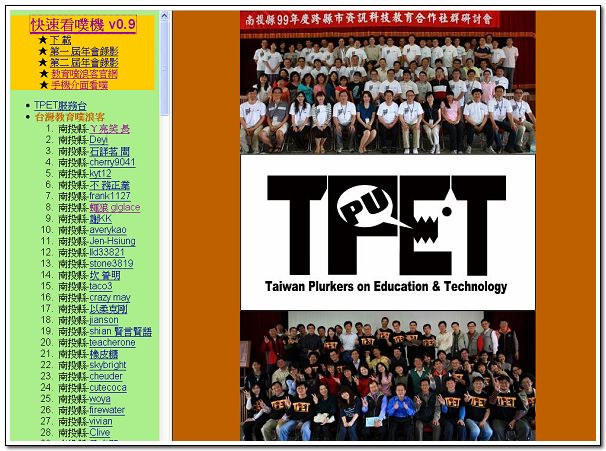 快速看噗機 v0.9
★ 下 載
★ 第一屆年會錄影
★ 第二屆年會錄影
★ 教育噗浪客官網
★ 手機介面看噗
TPET服務台
台灣教育噗浪客
1. 南投縣-ㄚ亮笑 長
2. 南投縣-Deyi
3. 南投縣-石詳茗 間
4. 南投縣-cherry9041
5. 南投縣-kyt12
6. 南投縣-不 務正業
7. 南投縣-frank1127
8. 南投縣-glglace
9. 南投縣-謝KK
10. 南投縣-averykao
11. 南投縣-Jen-Hsiung
12. 南投縣-lid33821
13. 南投縣-stone3819
14. 南投縣-坎 普明
15. 南投縣-taco3
16. 南投縣-crazy may
17. 南投縣-以柔克剛
18. 南投縣-jianson
19. 南投縣-shian 賢言賢語
20. 南投縣-teacherone
21. 南投縣-橡皮糖
22. 南投縣-skybright
23. 南投縣-cheuder
24. 南投縣-cutecoca
25. 南投縣-woya
26. 南投縣-firewater
27. 南投縣-vivian
28. 南投縣-Clive
南投縣99年度跨縣市資訊科技教育合作社群研討會
TPET
PU
Taiwan Plurkers on Education & Technology
TPET
TPET
TPET